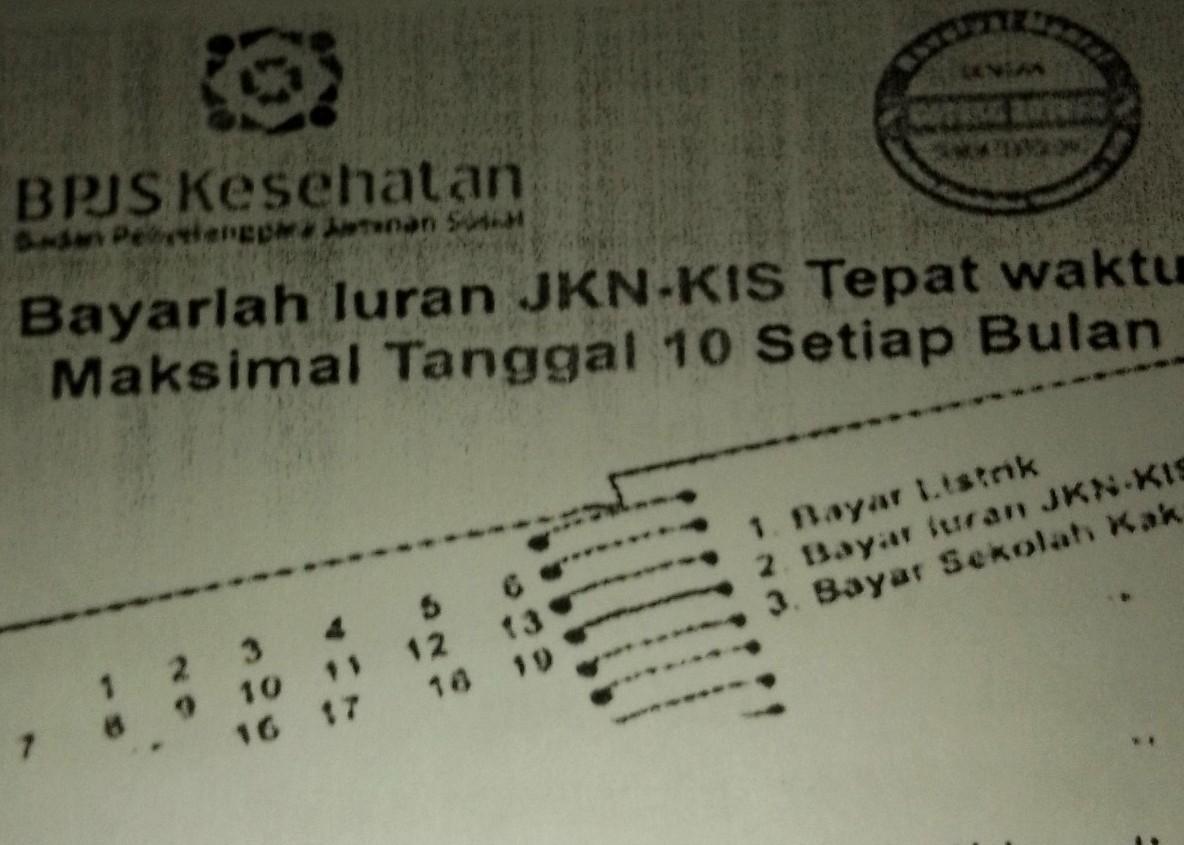 BPJS Kesehatan
Badan Penyelenggara Jaminan Sosial
Bayarlah Iuran JKN-KIS Tepat waktu
Maksimal Tanggal 10 Setiap Bulan
1. Bayar Listrik
2. Bayar Iuran JKN-KIS
3. Bayar Sekolah Kak
1 2 3 4 5 6
7 8 9 10 11 12 13
16 17 18 19